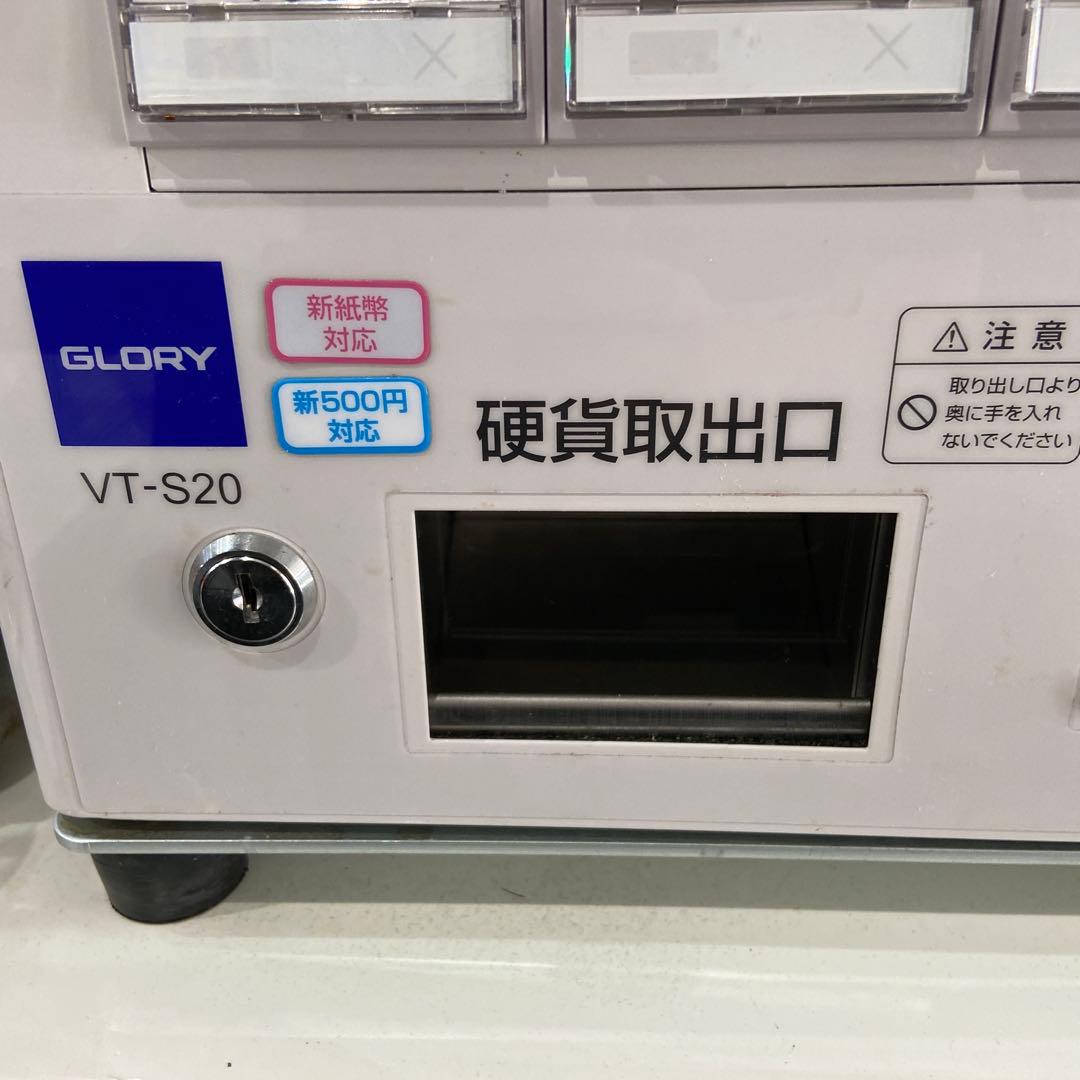 GLORY
VT-S20
新紙幣
対応
新500円
対応
硬貨取出口
注意
取り出し口より
奥に手を入れ
ないでください